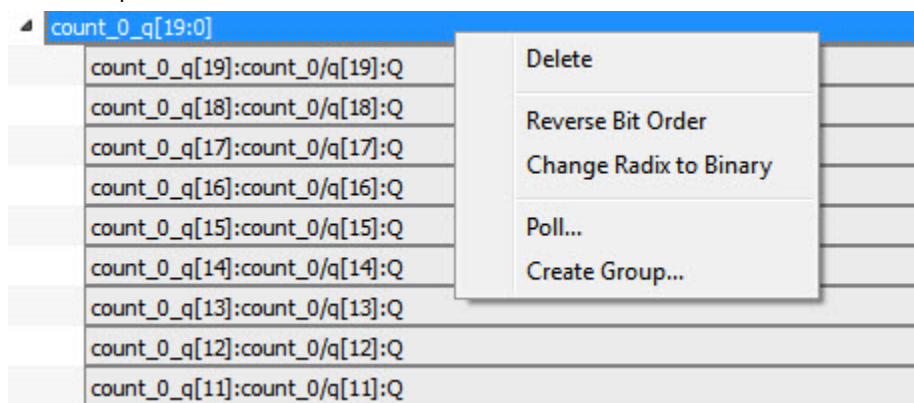 count_0_q[19:0]
count_0_q[19]:count_0/q[19]:Q
count_0_q[18]:count_0/q[18]:Q
count_0_q[17]:count_0/q[17]:Q
count_0_q[16]:count_0/q[16]:Q
count_0_q[15]:count_0/q[15]:Q
count_0_q[14]:count_0/q[14]:Q
count_0_q[13]:count_0/q[13]:Q
count_0_q[12]:count_0/q[12]:Q
count_0_q[11]:count_0/q[11]:Q
Delete
Reverse Bit Order
Change Radix to Binary
Poll...
Create Group...